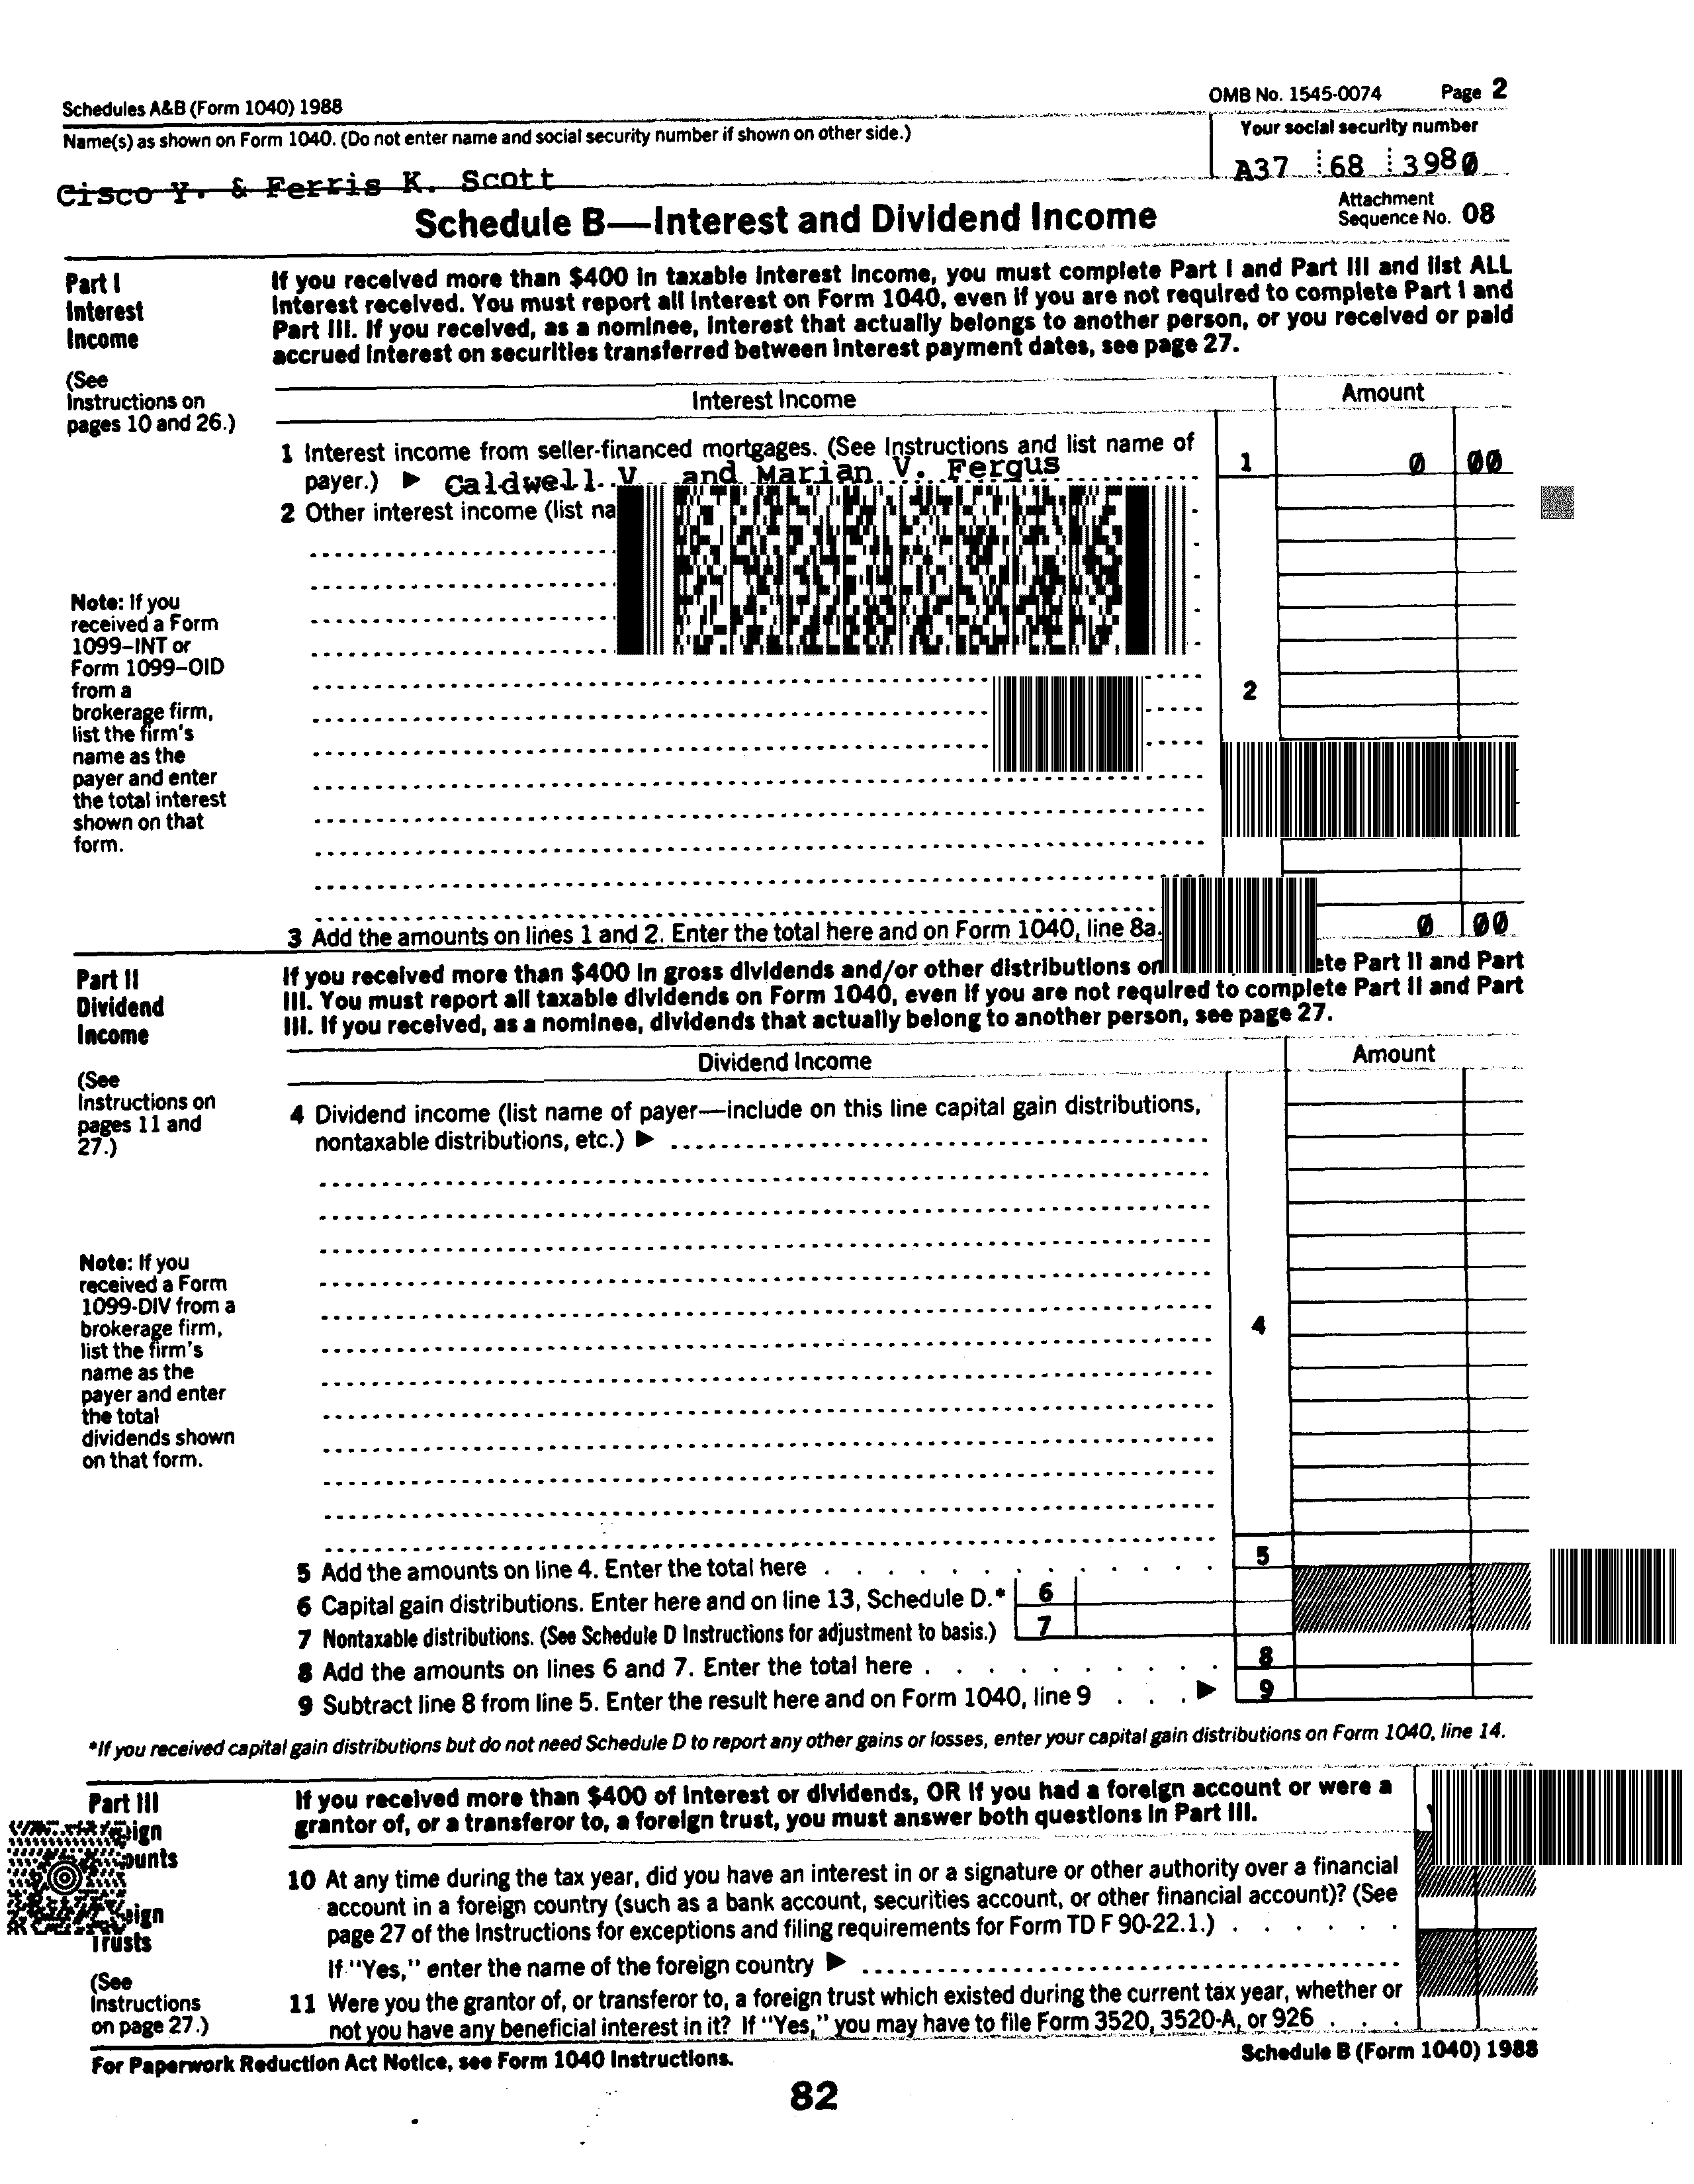 Schedules A&B (Form 1040) 1988
OMB No. 1545-0074 Page 2
Name(s) as shown on Form 1040. (Do not enter name and social security number if shown on other side.)
Your social security number
Cisco Y. & Ferris K. Scott
A37 68 3980
Schedule B—Interest and Dividend Income
Attachment
Sequence No. 08
Part I
Interest
Income
(See
Instructions on
pages 10 and 26.)
If you received more than $400 in taxable interest income, you must complete Part I and Part III and list ALL
interest received. You must report all interest on Form 1040, even if you are not required to complete Part I and
Part III. If you received, as a nominee, interest that actually belongs to another person, or you received or paid
accrued interest on securities transferred between interest payment dates, see page 27.
Interest Income
Amount
1 Interest income from seller-financed mortgages. (See Instructions and list name of
payer.) ▶ Caldwell V. and Marian V. Fergus
1
0 00
2 Other interest income (list na
Note: If you
received a Form
1099–INT or
Form 1099–OID
from a
brokerage firm,
list the firm's
name as the
payer and enter
the total interest
shown on that
form.
2
3 Add the amounts on lines 1 and 2. Enter the total here and on Form 1040, line 8a.
0 00
Part II
Dividend
Income
(See
Instructions on
pages 11 and
27.)
If you received more than $400 in gross dividends and/or other distributions on ete Part II and Part
III. You must report all taxable dividends on Form 1040, even if you are not required to complete Part II and Part
III. If you received, as a nominee, dividends that actually belong to another person, see page 27.
Dividend Income
Amount
4 Dividend income (list name of payer—include on this line capital gain distributions,
nontaxable distributions, etc.) ▶
Note: If you
received a Form
1099-DIV from a
brokerage firm,
list the firm's
name as the
payer and enter
the total
dividends shown
on that form.
4
5 Add the amounts on line 4. Enter the total here
5
6 Capital gain distributions. Enter here and on line 13, Schedule D.*
6
7 Nontaxable distributions. (See Schedule D Instructions for adjustment to basis.)
7
8 Add the amounts on lines 6 and 7. Enter the total here
8
9 Subtract line 8 from line 5. Enter the result here and on Form 1040, line 9 ▶
9
*If you received capital gain distributions but do not need Schedule D to report any other gains or losses, enter your capital gain distributions on Form 1040, line 14.
Part III
ign
ounts
ign
Trusts
(See
Instructions
on page 27.)
If you received more than $400 of interest or dividends, OR if you had a foreign account or were a
grantor of, or a transferor to, a foreign trust, you must answer both questions in Part III.
10 At any time during the tax year, did you have an interest in or a signature or other authority over a financial
account in a foreign country (such as a bank account, securities account, or other financial account)? (See
page 27 of the Instructions for exceptions and filing requirements for Form TD F 90-22.1.)
If "Yes," enter the name of the foreign country ▶
11 Were you the grantor of, or transferor to, a foreign trust which existed during the current tax year, whether or
not you have any beneficial interest in it? If "Yes," you may have to file Form 3520, 3520-A, or 926
For Paperwork Reduction Act Notice, see Form 1040 Instructions.
Schedule B (Form 1040) 1988
82